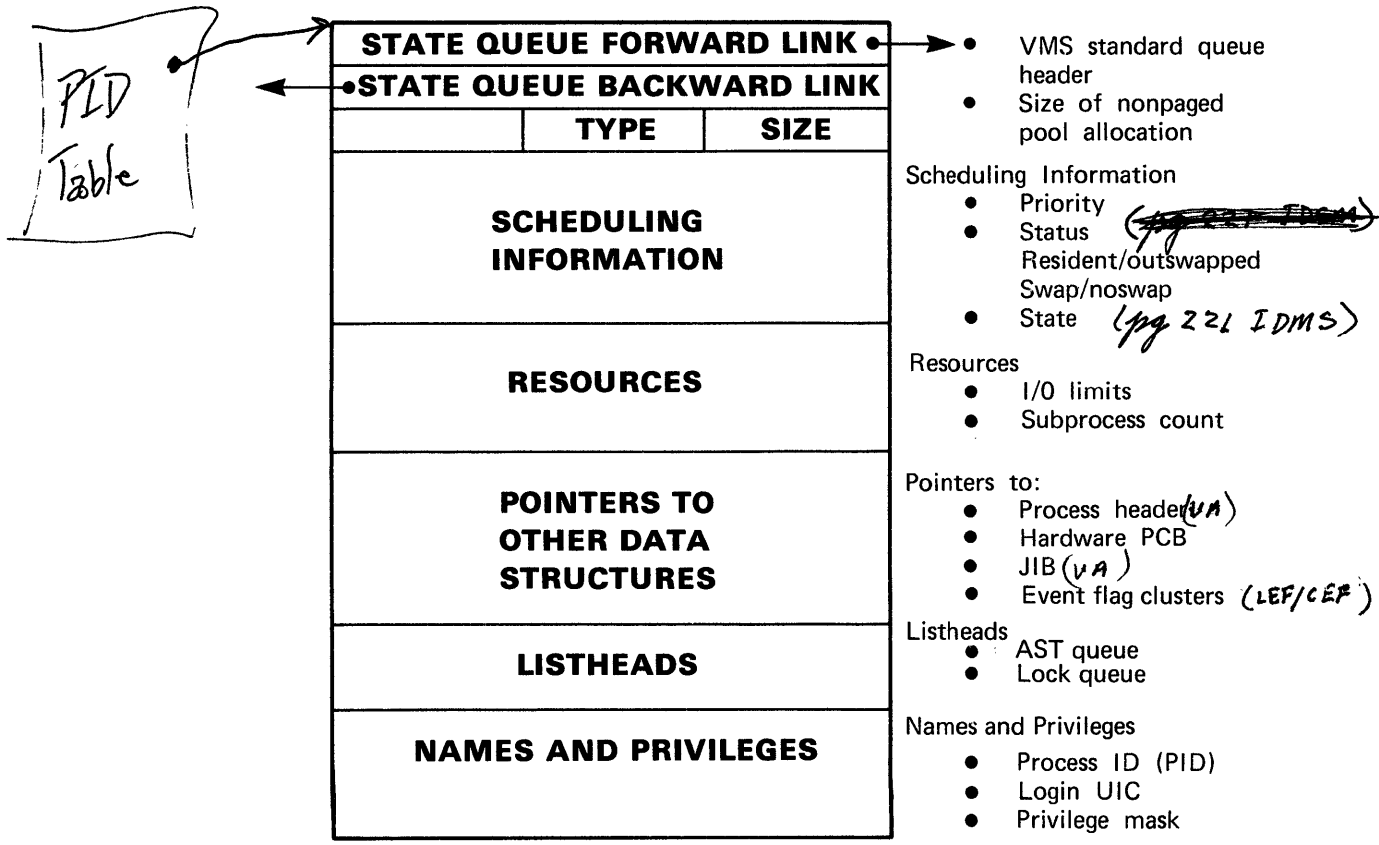 PID
Table
STATE QUEUE FORWARD LINK
STATE QUEUE BACKWARD LINK
TYPE SIZE
SCHEDULING
INFORMATION
RESOURCES
POINTERS TO
OTHER DATA
STRUCTURES
LISTHEADS
NAMES AND PRIVILEGES
● VMS standard queue
header
● Size of nonpaged
pool allocation
Scheduling Information
● Priority
● Status
Resident/outswapped
Swap/noswap
● State (pg 221 IDMS)
Resources
● I/O limits
● Subprocess count
Pointers to:
● Process header (VA)
● Hardware PCB
● JIB (VA)
● Event flag clusters (LEF/CEF)
Listheads
● AST queue
● Lock queue
Names and Privileges
● Process ID (PID)
● Login UIC
● Privilege mask